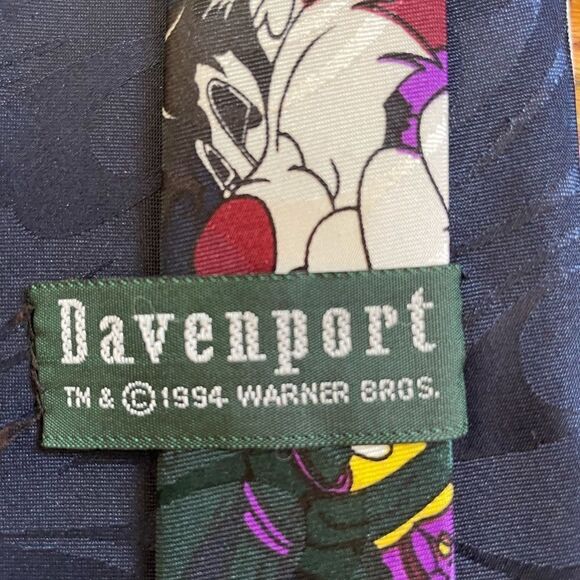 Davenport
TM & ©1994 WARNER BROS.